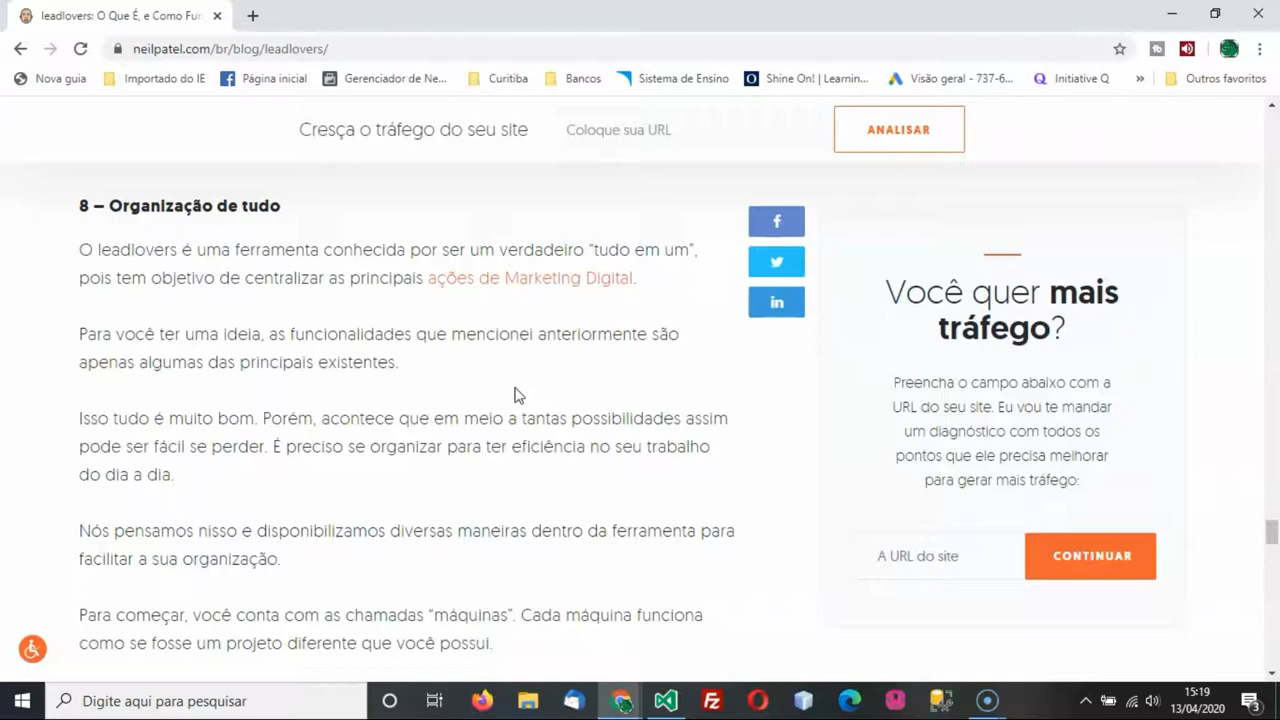 leadlovers: O Que É, e Como Fun
neilpatel.com/br/blog/leadlovers/
Nova guia
Importado do IE
Página inicial
Gerenciador de Ne...
Curitiba
Bancos
Sistema de Ensino
Shine On! | Learnin...
Visão geral - 737-6...
Initiative Q
»
Outros favoritos
Cresça o tráfego do seu site
Coloque sua URL
ANALISAR
8 – Organização de tudo
O leadlovers é uma ferramenta conhecida por ser um verdadeiro “tudo em um”,
pois tem objetivo de centralizar as principais ações de Marketing Digital.
Para você ter uma ideia, as funcionalidades que mencionei anteriormente são
apenas algumas das principais existentes.
Isso tudo é muito bom. Porém, acontece que em meio a tantas possibilidades assim
pode ser fácil se perder. É preciso se organizar para ter eficiência no seu trabalho
do dia a dia.
Nós pensamos nisso e disponibilizamos diversas maneiras dentro da ferramenta para
facilitar a sua organização.
Para começar, você conta com as chamadas “máquinas”. Cada máquina funciona
como se fosse um projeto diferente que você possui.
Você quer mais
tráfego?
Preencha o campo abaixo com a
URL do seu site. Eu vou te mandar
um diagnóstico com todos os
pontos que ele precisa melhorar
para gerar mais tráfego:
A URL do site
CONTINUAR
Digite aqui para pesquisar
15:19
13/04/2020
3